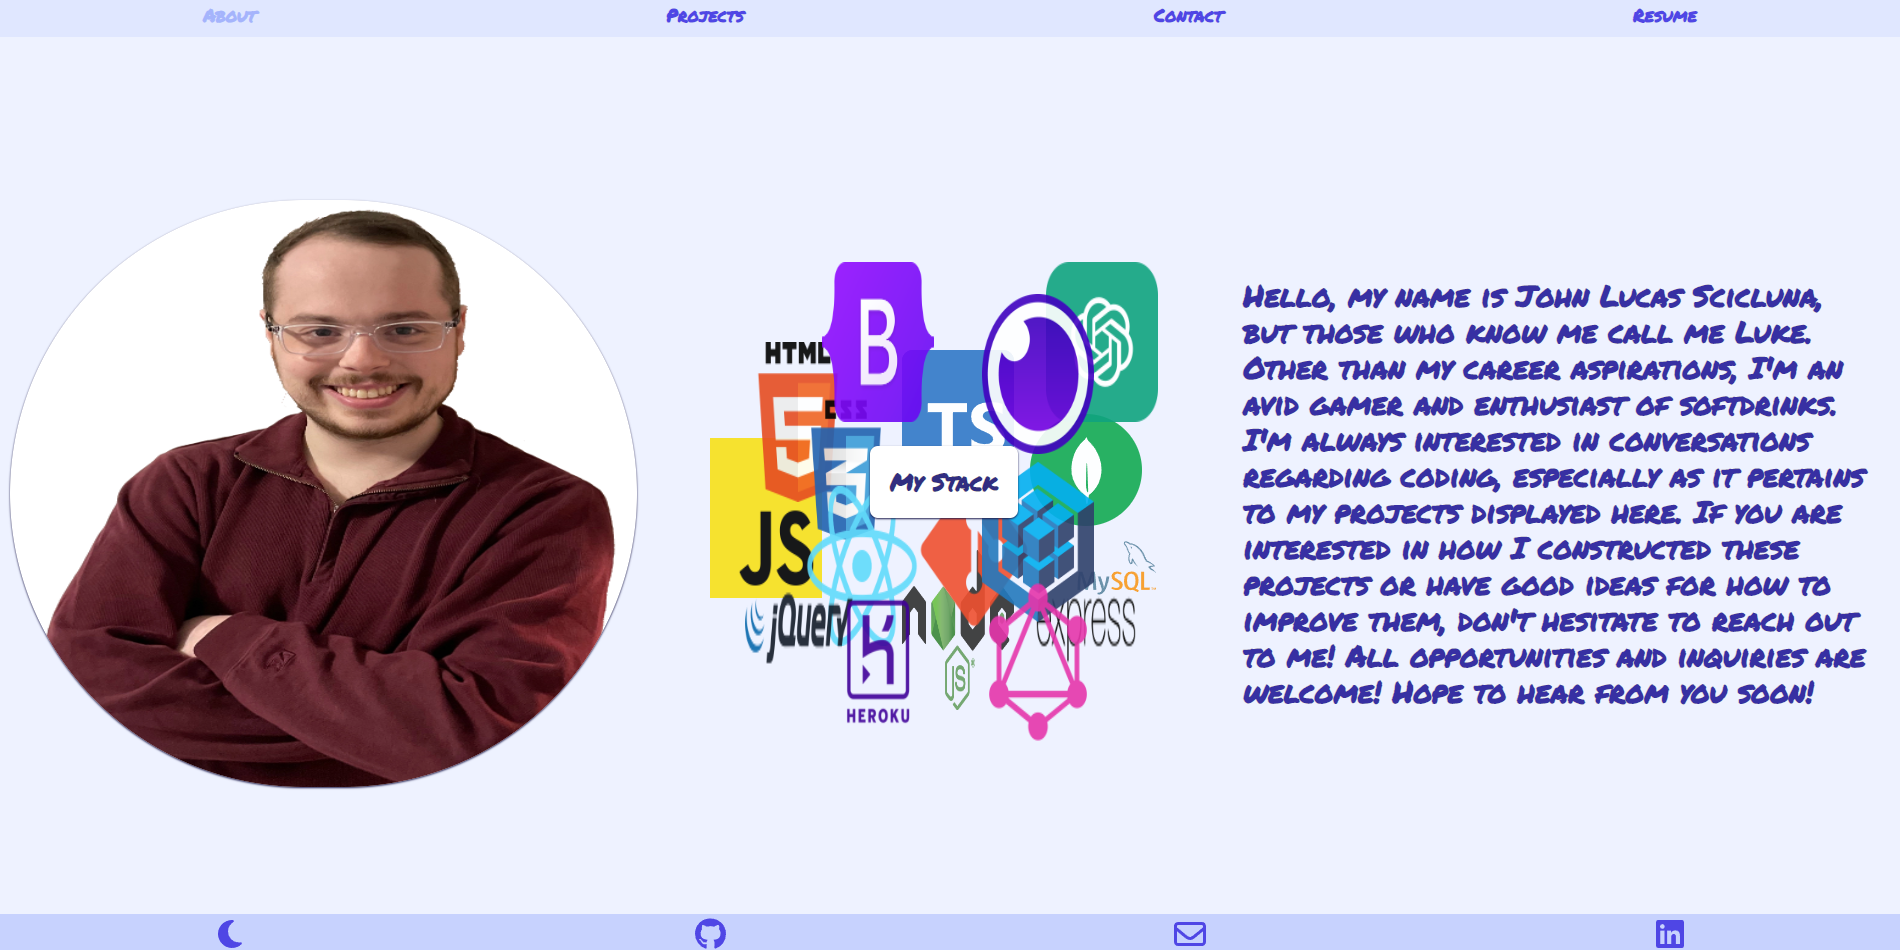 About
Projects
Contact
Resume
HTML
B
CSS
TS
JS
My Stack
MySQL
jQuery
express
JS
HEROKU
Hello, my name is John Lucas Scicluna,
but those who know me call me Luke.
Other than my career aspirations, I'm an
avid gamer and enthusiast of softdrinks.
I'm always interested in conversations
regarding coding, especially as it pertains
to my projects displayed here. If you are
interested in how I constructed these
projects or have good ideas for how to
improve them, don't hesitate to reach out
to me! All opportunities and inquiries are
welcome! Hope to hear from you soon!
in